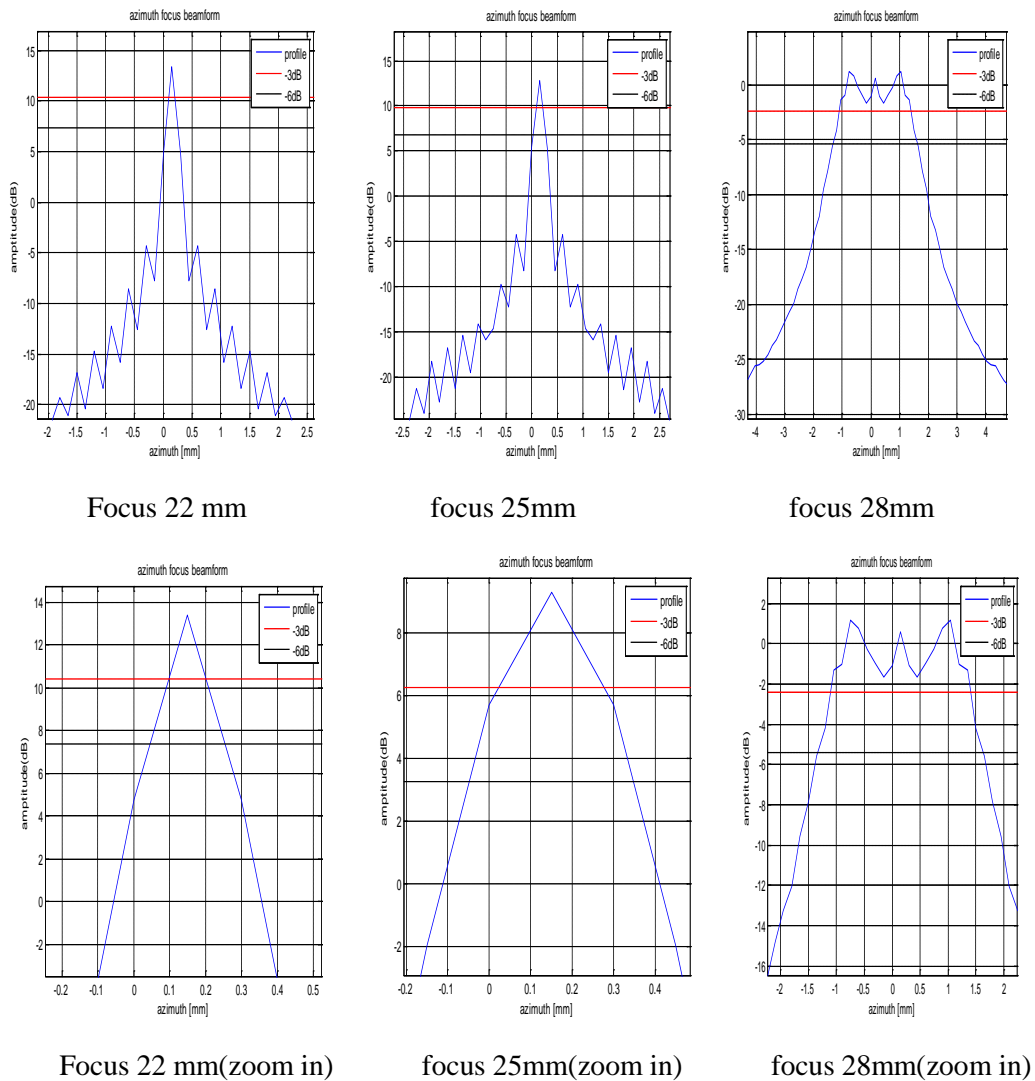 azimuth focus beamform
azimuth focus beamform
azimuth focus beamform
profile
-3dB
-6dB
profile
-3dB
-6dB
profile
-3dB
-6dB
amptitude(dB)
15
10
5
0
-5
-10
-15
-20
-2 -1.5 -1 -0.5 0 0.5 1 1.5 2 2.5
azimuth [mm]
amptitude(dB)
15
10
5
0
-5
-10
-15
-20
-2.5 -2 -1.5 -1 -0.5 0 0.5 1 1.5 2 2.5
azimuth [mm]
amptitude(dB)
0
-5
-10
-15
-20
-25
-30
-4 -3 -2 -1 0 1 2 3 4
azimuth [mm]
Focus 22 mm
focus 25mm
focus 28mm
azimuth focus beamform
azimuth focus beamform
azimuth focus beamform
profile
-3dB
-6dB
profile
-3dB
-6dB
profile
-3dB
-6dB
amptitude(dB)
14
12
10
8
6
4
2
0
-2
-0.2 -0.1 0 0.1 0.2 0.3 0.4 0.5
azimuth [mm]
amptitude(dB)
8
6
4
2
0
-2
-0.2 -0.1 0 0.1 0.2 0.3 0.4
azimuth [mm]
amptitude(dB)
2
0
-2
-4
-6
-8
-10
-12
-14
-16
-2 -1.5 -1 -0.5 0 0.5 1 1.5 2
azimuth [mm]
Focus 22 mm(zoom in)
focus 25mm(zoom in)
focus 28mm(zoom in)